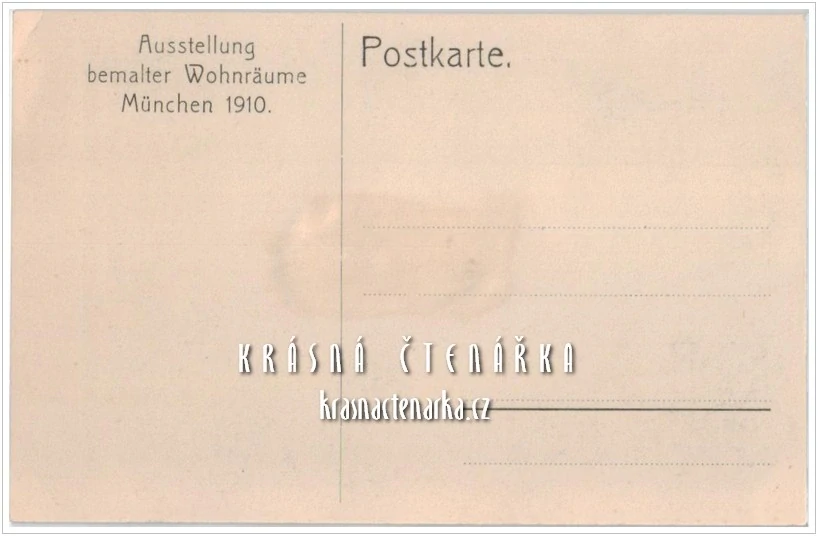 Ausstellung
bemalter Wohnräume
München 1910.
Postkarte.
KRÁSNÁ ČTENÁŘKA
krasnactenarka.cz